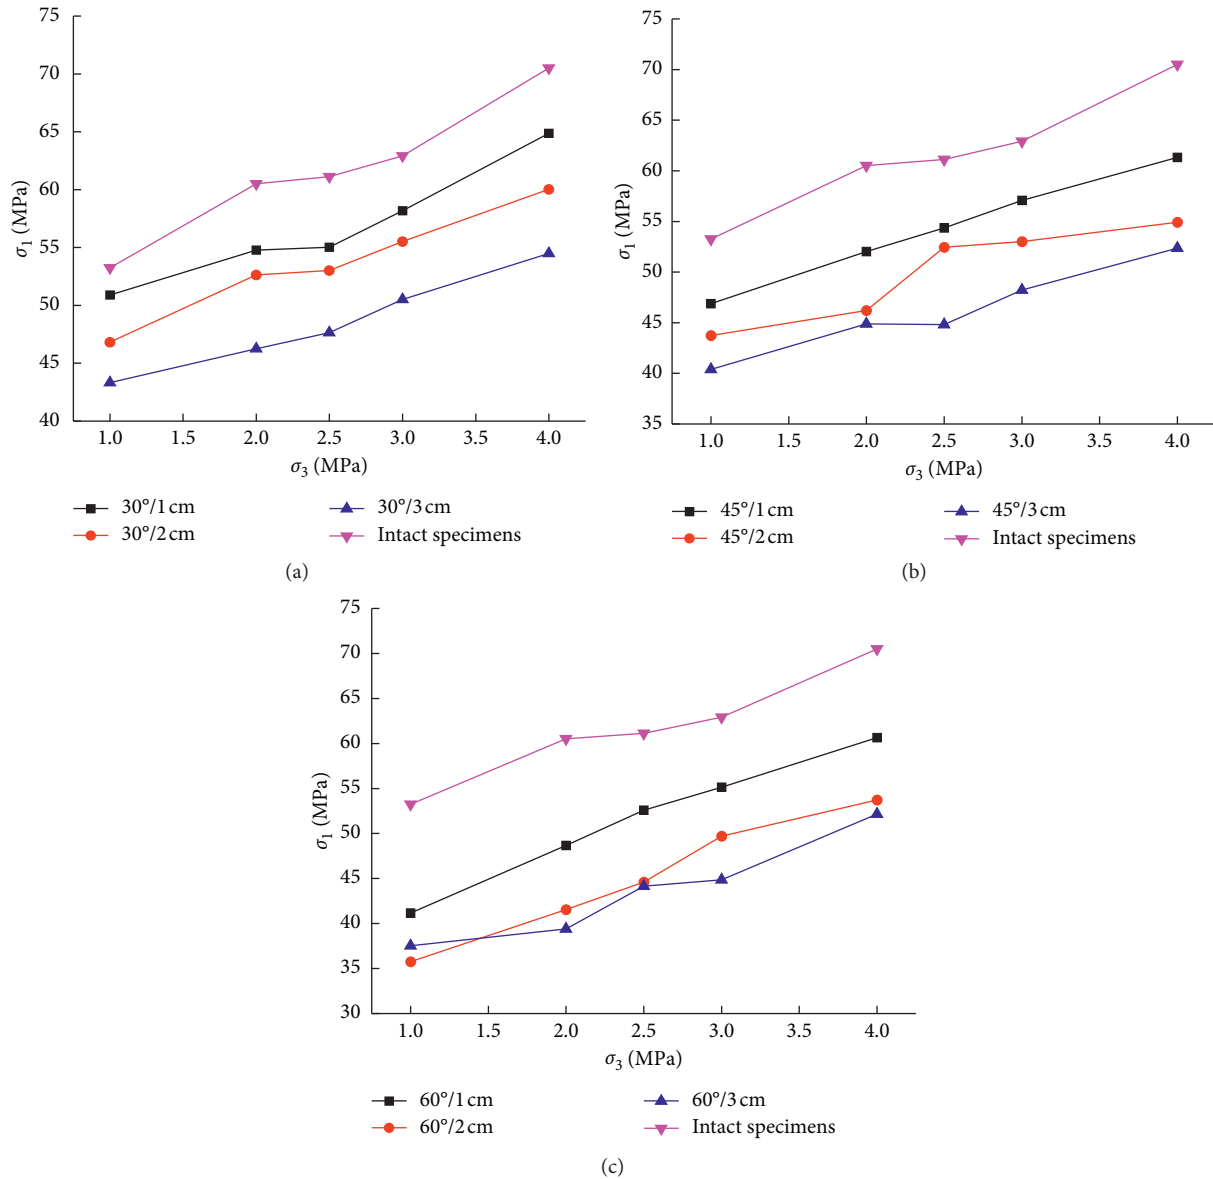 75
70
65
60
55
50
45
40
σ1 (MPa)
1.0 1.5 2.0 2.5 3.0 3.5 4.0
σ3 (MPa)
30°/1 cm 30°/3 cm
30°/2 cm Intact specimens
(a)
75
70
65
60
55
50
45
40
35
σ1 (MPa)
1.0 1.5 2.0 2.5 3.0 3.5 4.0
σ3 (MPa)
45°/1 cm 45°/3 cm
45°/2 cm Intact specimens
(b)
75
70
65
60
55
50
45
40
35
30
σ1 (MPa)
1.0 1.5 2.0 2.5 3.0 3.5 4.0
σ3 (MPa)
60°/1 cm 60°/3 cm
60°/2 cm Intact specimens
(c)